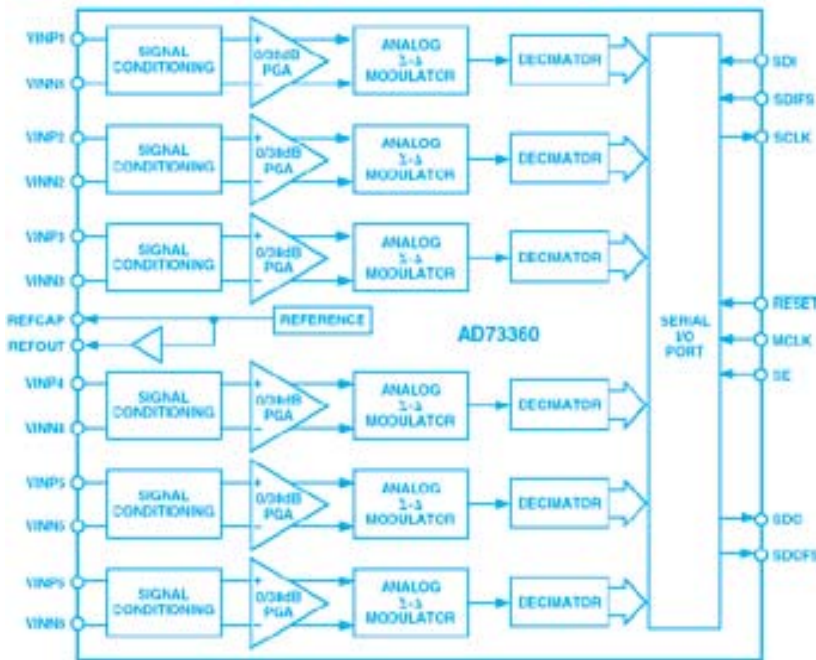 VINP1
SIGNAL
CONDITIONING
0/38dB
PGA
ANALOG
Σ-Δ
MODULATOR
DECIMATOR
VINN1
SDI
SDIFS
SCLK
VINP2
SIGNAL
CONDITIONING
0/38dB
PGA
ANALOG
Σ-Δ
MODULATOR
DECIMATOR
VINN2
VINP3
SIGNAL
CONDITIONING
0/38dB
PGA
ANALOG
Σ-Δ
MODULATOR
DECIMATOR
VINN3
REFCAP
REFERENCE
REFOUT
AD73360
SERIAL
I/O
PORT
RESET
MCLK
SE
VINP4
SIGNAL
CONDITIONING
0/38dB
PGA
ANALOG
Σ-Δ
MODULATOR
DECIMATOR
VINN4
VINP5
SIGNAL
CONDITIONING
0/38dB
PGA
ANALOG
Σ-Δ
MODULATOR
DECIMATOR
VINN5
SDO
SDOFS
VINP6
SIGNAL
CONDITIONING
0/38dB
PGA
ANALOG
Σ-Δ
MODULATOR
DECIMATOR
VINN6